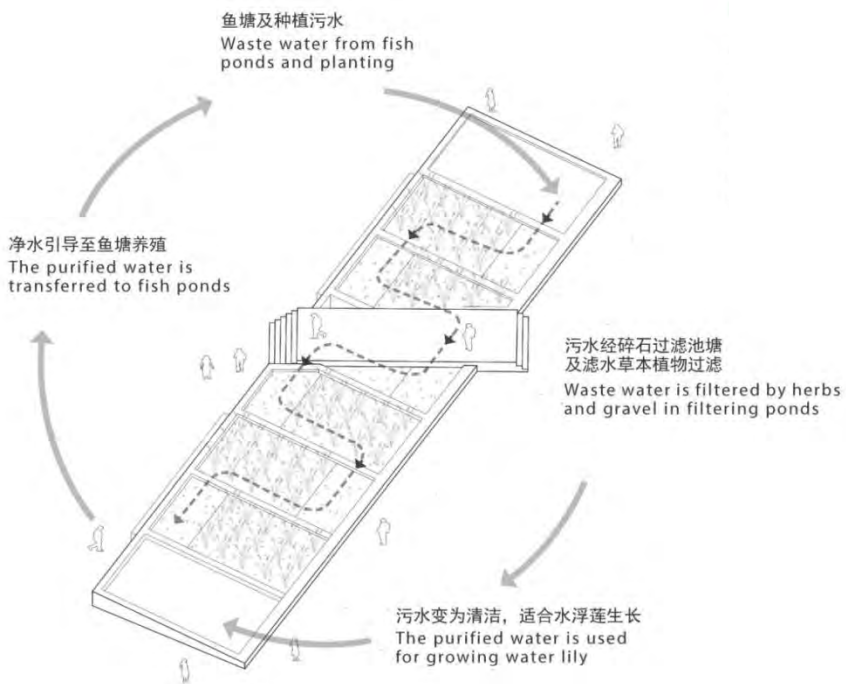 鱼塘及种植污水
Waste water from fish
ponds and planting
净水引导至鱼塘养殖
The purified water is
transferred to fish ponds
污水经碎石过滤池塘
及滤水草本植物过滤
Waste water is filtered by herbs
and gravel in filtering ponds
污水变为清洁，适合水浮莲生长
The purified water is used
for growing water lily